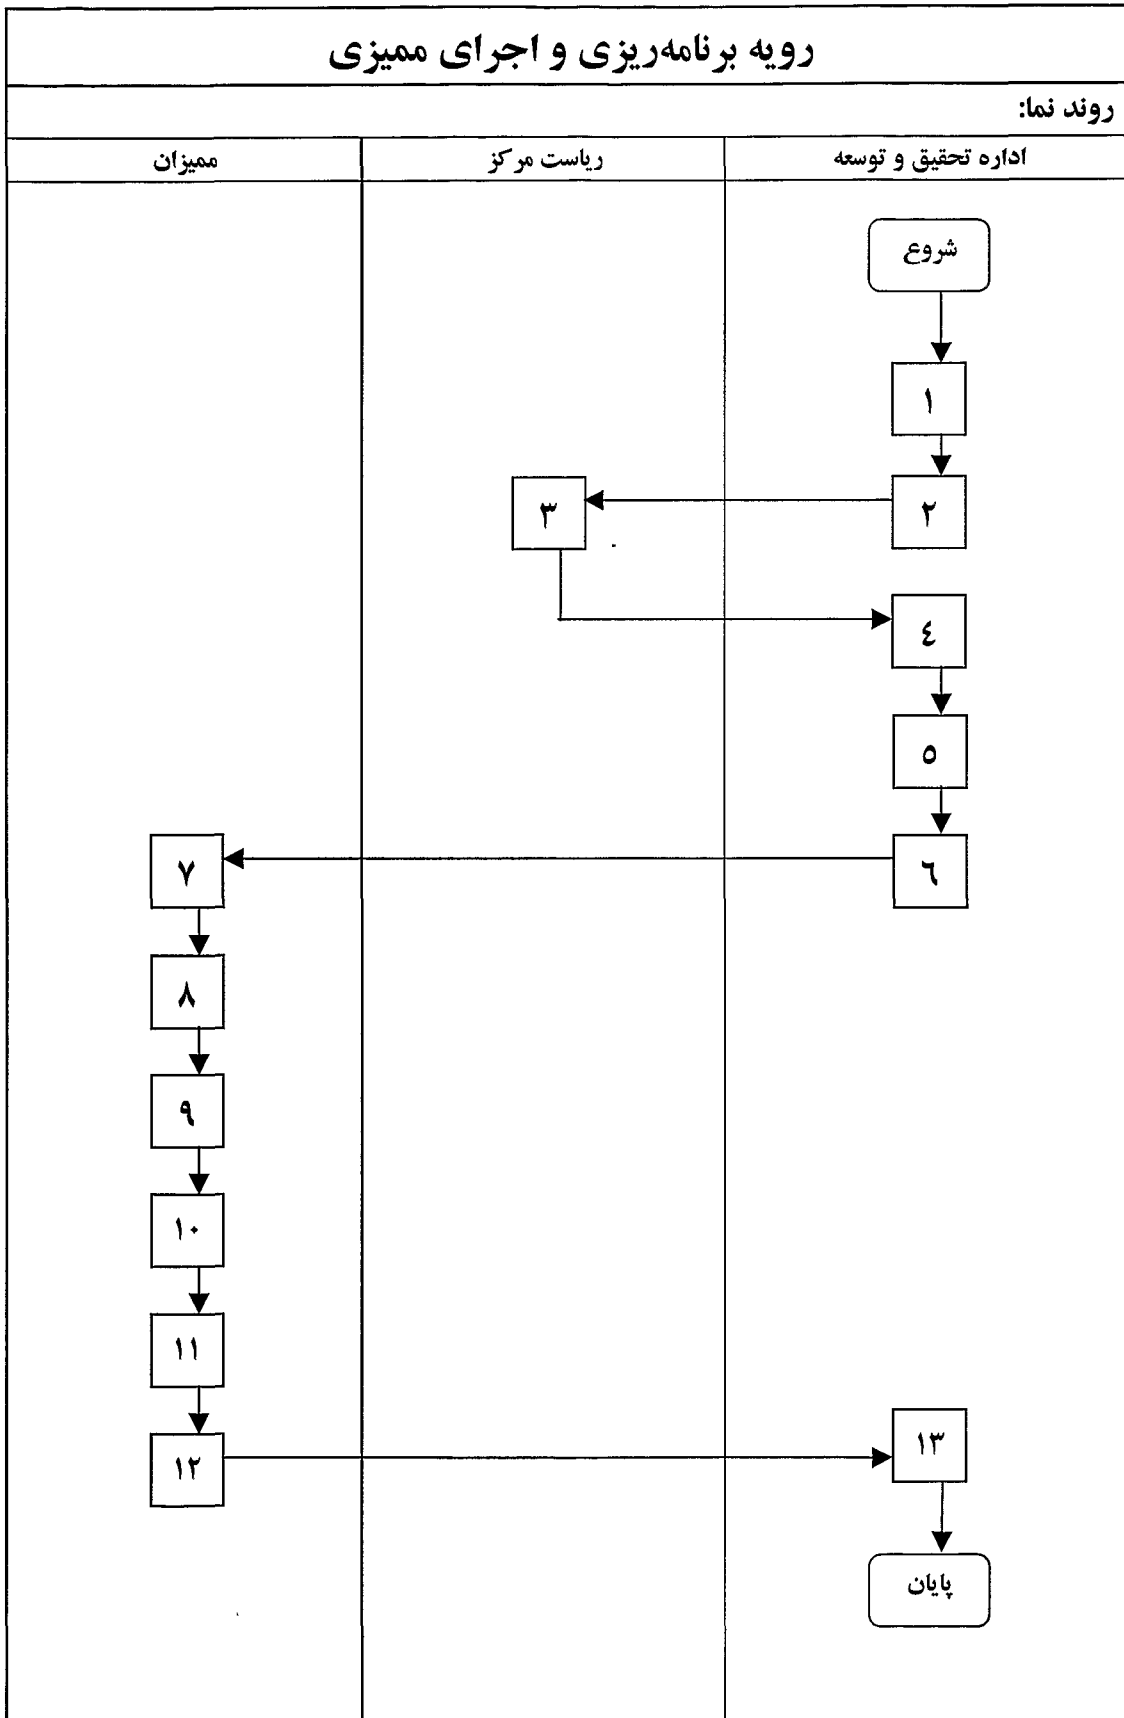 رویه برنامه‌ریزی و اجرای ممیزی
روند نما:
اداره تحقیق و توسعه
ریاست مرکز
ممیزان
شروع
۱
۲
۳
٤
٥
٦
۷
۸
۹
۱۰
۱۱
۱۲
۱۳
پایان